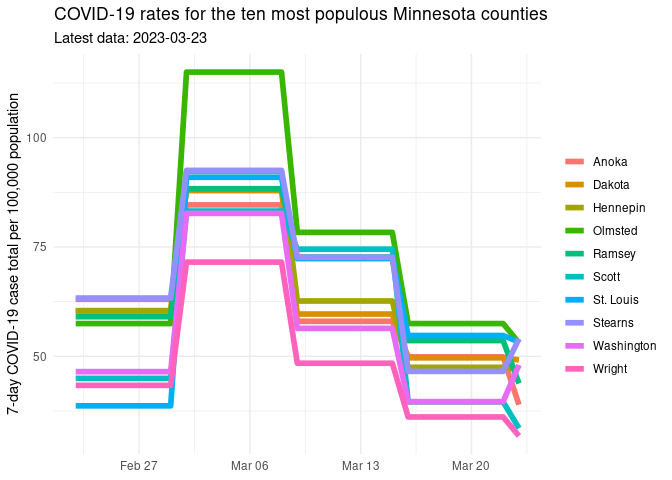 COVID-19 rates for the ten most populous Minnesota counties
Latest data: 2023-03-23
7-day COVID-19 case total per 100,000 population
100
75
50
Feb 27
Mar 06
Mar 13
Mar 20
Anoka
Dakota
Hennepin
Olmsted
Ramsey
Scott
St. Louis
Stearns
Washington
Wright